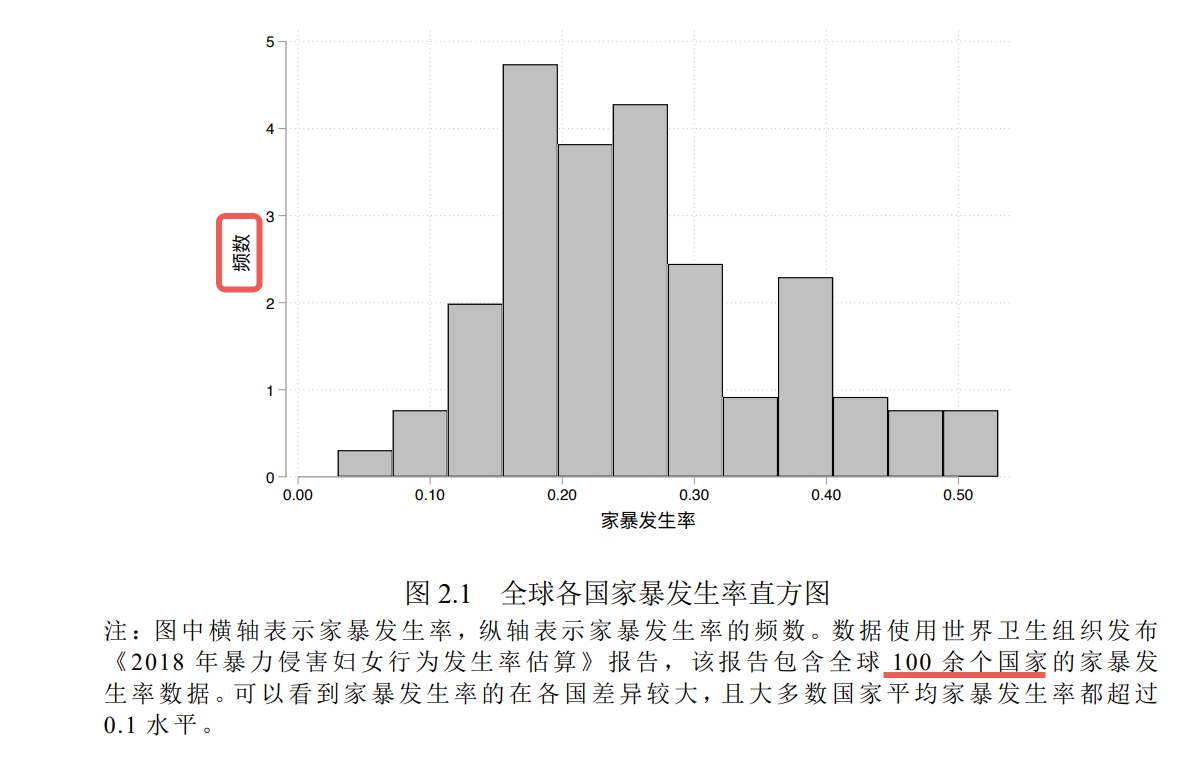 5
4
3
频数
2
1
0
0.00 0.10 0.20 0.30 0.40 0.50
家暴发生率
图 2.1 全球各国家暴发生率直方图
注：图中横轴表示家暴发生率，纵轴表示家暴发生率的频数。数据使用世界卫生组织发布
《2018 年暴力侵害妇女行为发生率估算》报告，该报告包含全球 100 余个国家的家暴发
生率数据。可以看到家暴发生率的在各国差异较大，且大多数国家平均家暴发生率都超过
0.1 水平。